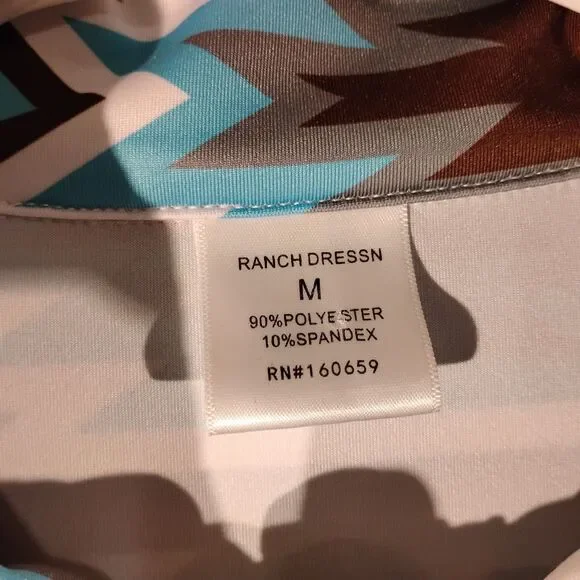 RANCH DRESSN
M
90%POLYESTER
10%SPANDEX
RN#160659